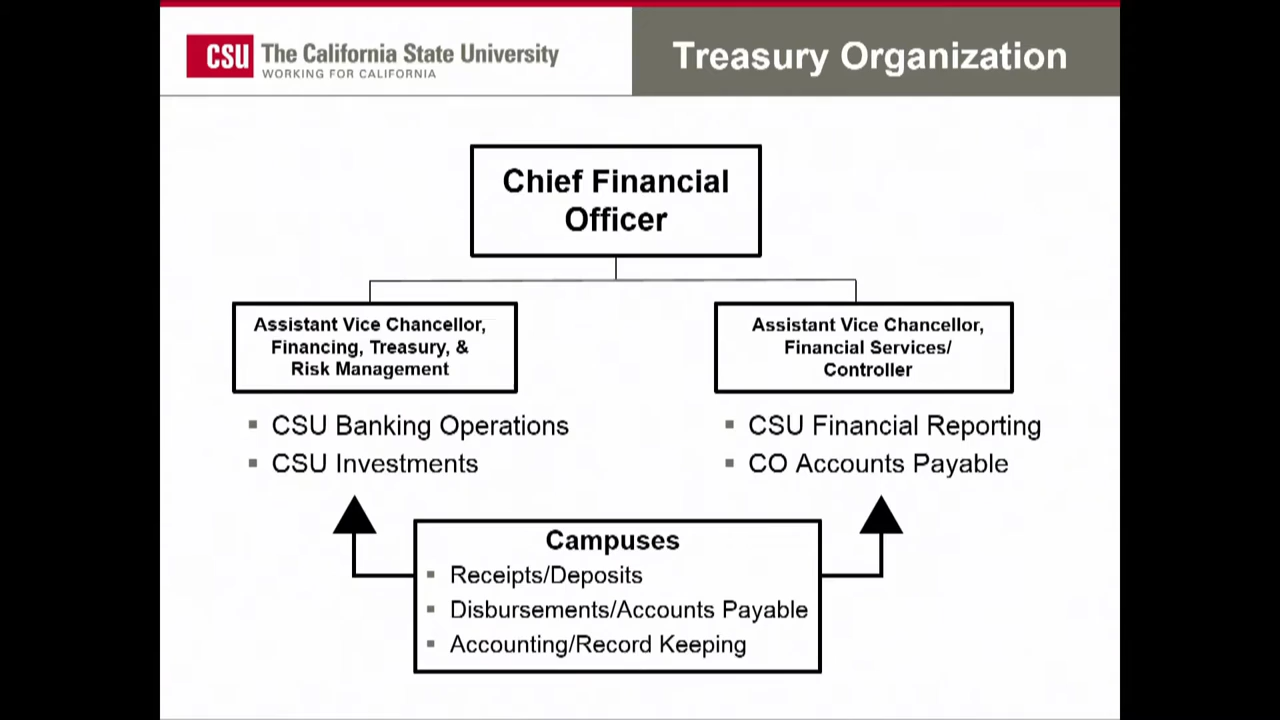 CSU The California State University
WORKING FOR CALIFORNIA
Treasury Organization
Chief Financial
Officer
Assistant Vice Chancellor,
Financing, Treasury, &
Risk Management
▪ CSU Banking Operations
▪ CSU Investments
Assistant Vice Chancellor,
Financial Services/
Controller
▪ CSU Financial Reporting
▪ CO Accounts Payable
Campuses
▪ Receipts/Deposits
▪ Disbursements/Accounts Payable
▪ Accounting/Record Keeping